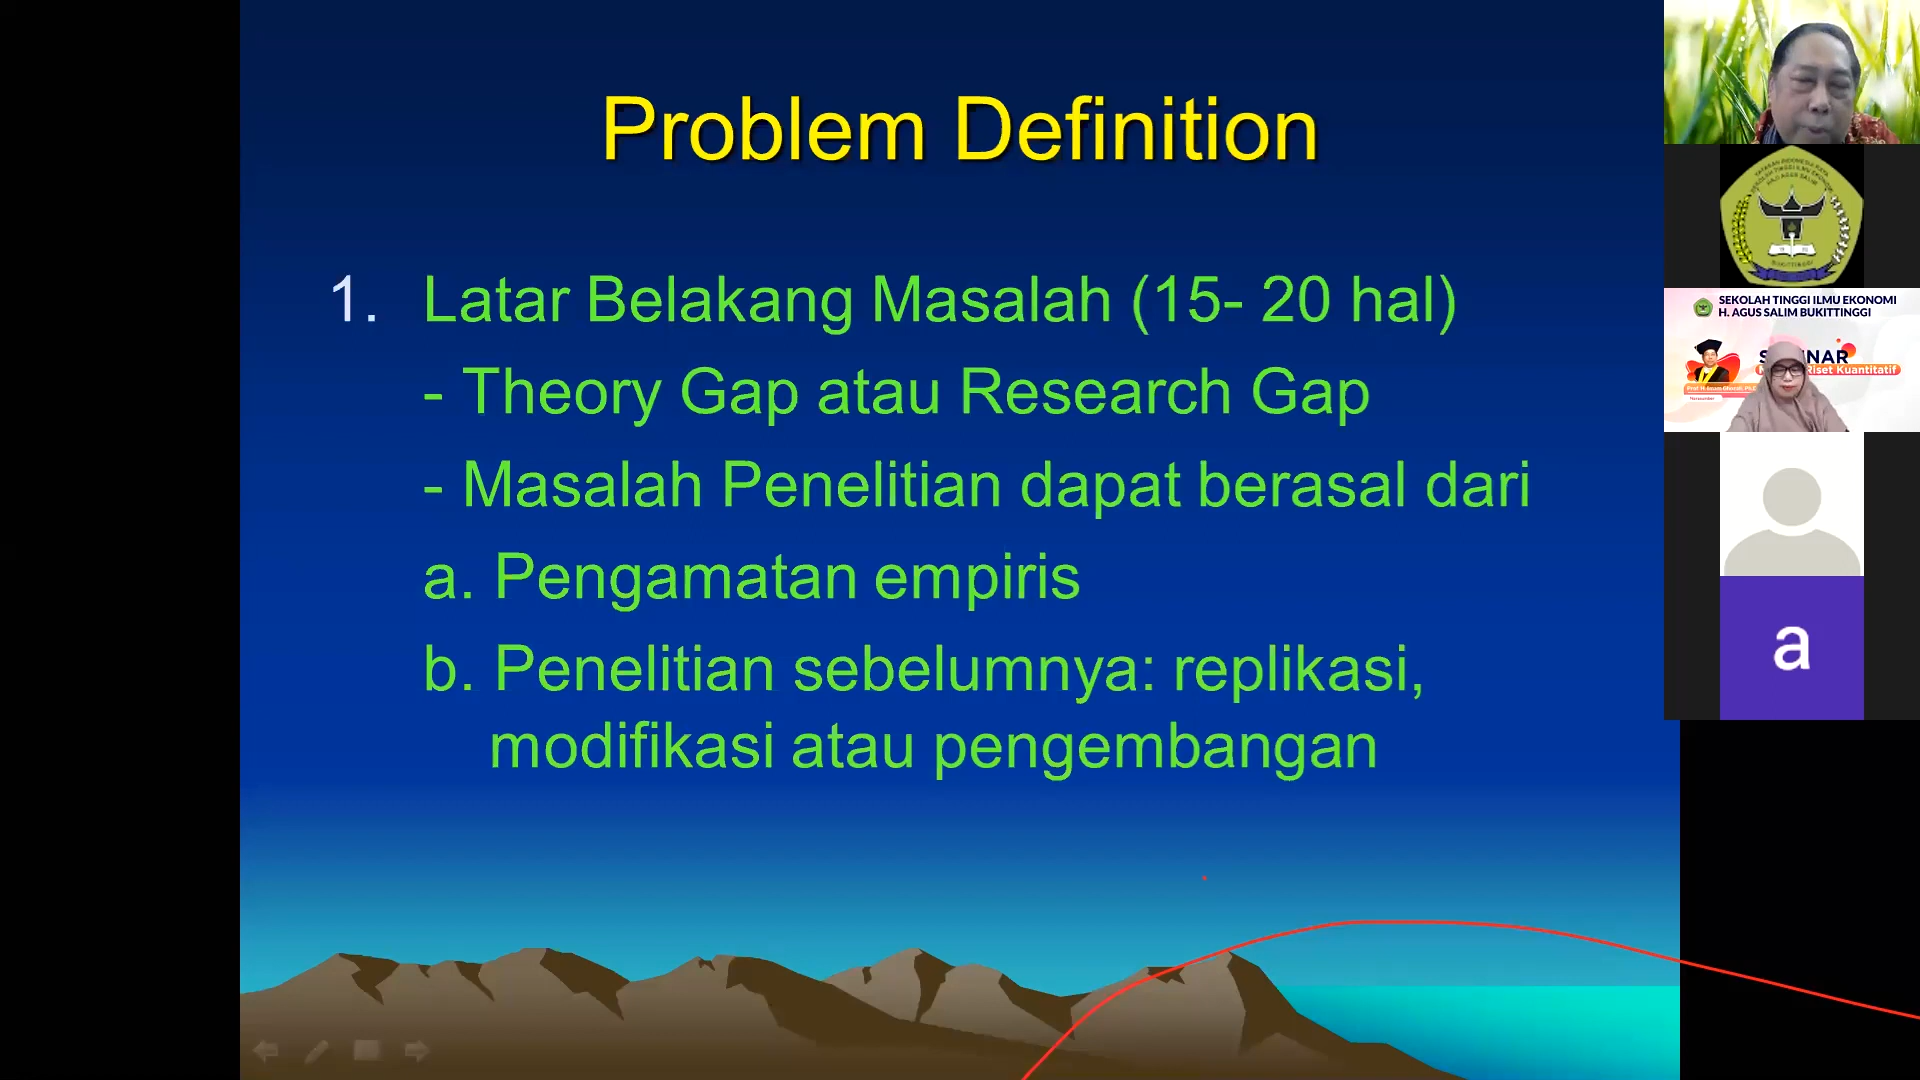 Problem Definition
1. Latar Belakang Masalah (15- 20 hal)
- Theory Gap atau Research Gap
- Masalah Penelitian dapat berasal dari
a. Pengamatan empiris
b. Penelitian sebelumnya: replikasi,
modifikasi atau pengembangan
SEKOLAH TINGGI ILMU EKONOMI
H. AGUS SALIM BUKITTINGGI
Riset Kuantitatif
a